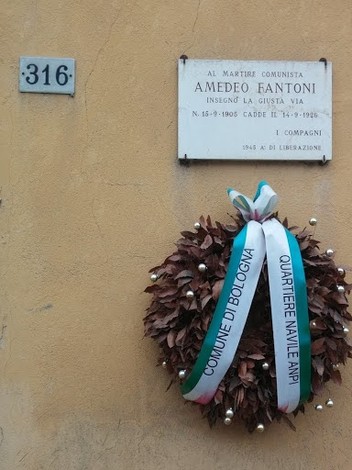 316
AL MARTIRE COMUNISTA
AMEDEO FANTONI
INSEGNÒ LA GIUSTA VIA
N. 15-9-1905 CADDE IL 14-9-1926
I COMPAGNI
1945 A: DI LIBERAZIONE
COMUNE DI BOLOGNA
QUARTIERE NAVILE ANPI